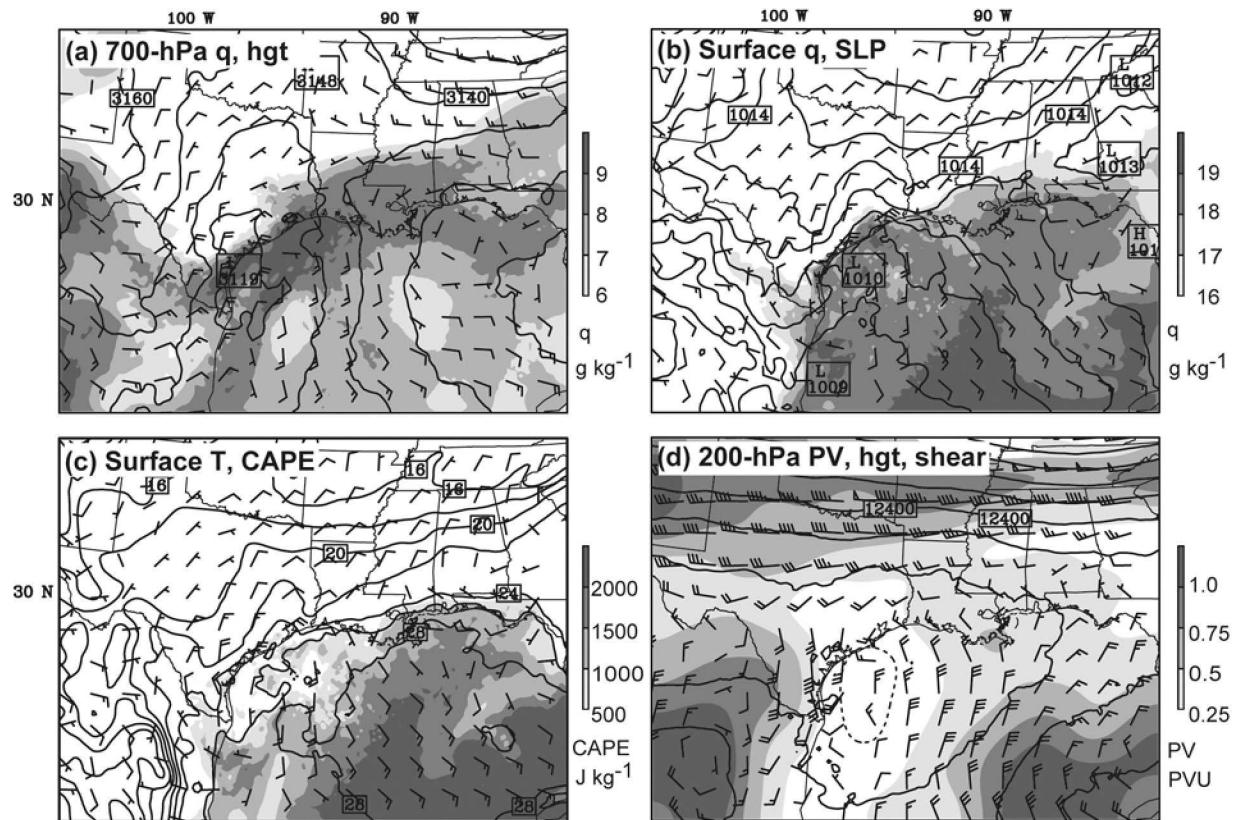 100 W 90 W
100 W 90 W
(a) 700-hPa q, hgt
3160
3148
3140
3119
30 N
9
8
7
6
q
g kg⁻¹
(b) Surface q, SLP
L
1012
1014
1014
1014
L
1013
H
101
L
1010
L
1009
19
18
17
16
q
g kg⁻¹
(c) Surface T, CAPE
16
16
16
20
20
24
28
28
28
30 N
2000
1500
1000
500
CAPE
J kg⁻¹
(d) 200-hPa PV, hgt, shear
12400
12400
1.0
0.75
0.5
0.25
PV
PVU